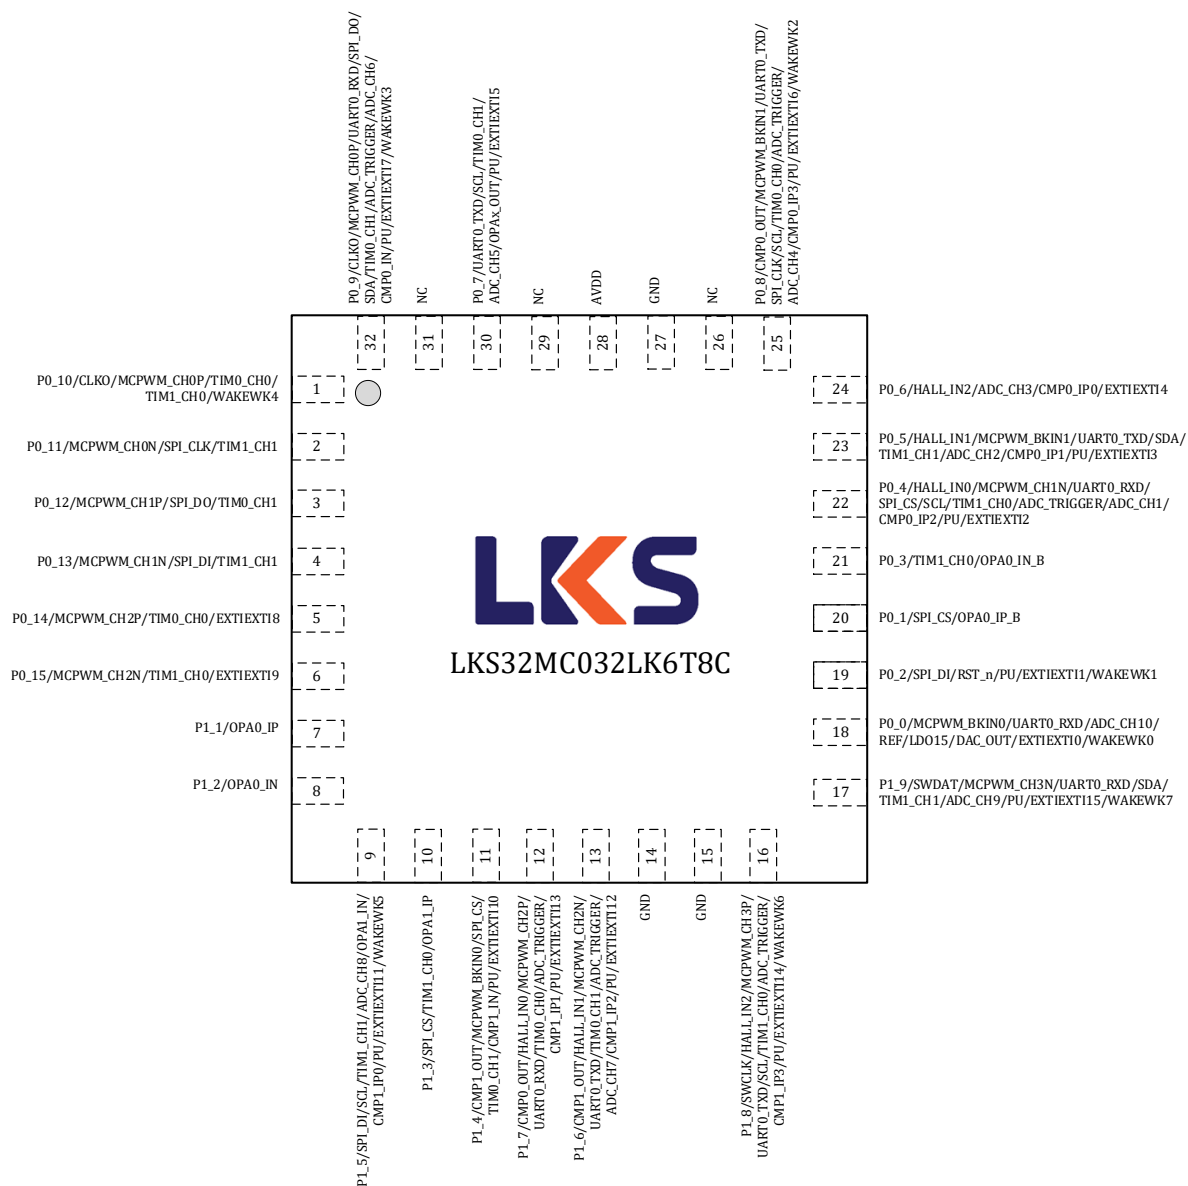 P0_9/CLKO/MCPWM_CH0P/UART0_RXD/SPI_DO/
SDA/TIM0_CH1/ADC_TRIGGER/ADC_CH6/
CMP0_IN/PU/EXTIEXTI7/WAKEWK3
NC
P0_7/UART0_TXD/SCL/TIM0_CH1/
ADC_CH5/OPAx_OUT/PU/EXTIEXTI5
NC
AVDD
GND
NC
P0_8/CMP0_OUT/MCPWM_BKIN1/UART0_TXD/
SPI_CLK/SCL/TIM0_CH0/ADC_TRIGGER/
ADC_CH4/CMP0_IP3/PU/EXTIEXTI6/WAKEWK2
32
31
30
29
28
27
26
25
P0_10/CLKO/MCPWM_CH0P/TIM0_CH0/
TIM1_CH0/WAKEWK4
1
P0_11/MCPWM_CH0N/SPI_CLK/TIM1_CH1
2
P0_12/MCPWM_CH1P/SPI_DO/TIM0_CH1
3
P0_13/MCPWM_CH1N/SPI_DI/TIM1_CH1
4
P0_14/MCPWM_CH2P/TIM0_CH0/EXTIEXTI8
5
P0_15/MCPWM_CH2N/TIM1_CH0/EXTIEXTI9
6
P1_1/OPA0_IP
7
P1_2/OPA0_IN
8
LKS
LKS32MC032LK6T8C
24
P0_6/HALL_IN2/ADC_CH3/CMP0_IP0/EXTIEXTI4
23
P0_5/HALL_IN1/MCPWM_BKIN1/UART0_TXD/SDA/
TIM1_CH1/ADC_CH2/CMP0_IP1/PU/EXTIEXTI3
22
P0_4/HALL_IN0/MCPWM_CH1N/UART0_RXD/
SPI_CS/SCL/TIM1_CH0/ADC_TRIGGER/ADC_CH1/
CMP0_IP2/PU/EXTIEXTI2
21
P0_3/TIM1_CH0/OPA0_IN_B
20
P0_1/SPI_CS/OPA0_IP_B
19
P0_2/SPI_DI/RST_n/PU/EXTIEXTI1/WAKEWK1
18
P0_0/MCPWM_BKIN0/UART0_RXD/ADC_CH10/
REF/LDO15/DAC_OUT/EXTIEXTI0/WAKEWK0
17
P1_9/SWDAT/MCPWM_CH3N/UART0_RXD/SDA/
TIM1_CH1/ADC_CH9/PU/EXTIEXTI15/WAKEWK7
9
10
11
12
13
14
15
16
P1_5/SPI_DI/SCL/TIM1_CH1/ADC_CH8/OPA1_IN/
CMP1_IP0/PU/EXTIEXTI11/WAKEWK5
P1_3/SPI_CS/TIM1_CH0/OPA1_IP
P1_4/CMP1_OUT/MCPWM_BKIN0/SPI_CS/
TIM0_CH1/CMP1_IN/PU/EXTIEXTI10
P1_7/CMP0_OUT/HALL_IN0/MCPWM_CH2P/
UART0_RXD/TIM0_CH0/ADC_TRIGGER/
CMP1_IP1/PU/EXTIEXTI13
P1_6/CMP1_OUT/HALL_IN1/MCPWM_CH2N/
UART0_TXD/TIM0_CH1/ADC_TRIGGER/
ADC_CH7/CMP1_IP2/PU/EXTIEXTI12
GND
GND
P1_8/SWCLK/HALL_IN2/MCPWM_CH3P/
UART0_TXD/SCL/TIM1_CH0/ADC_TRIGGER/
CMP1_IP3/PU/EXTIEXTI14/WAKEWK6